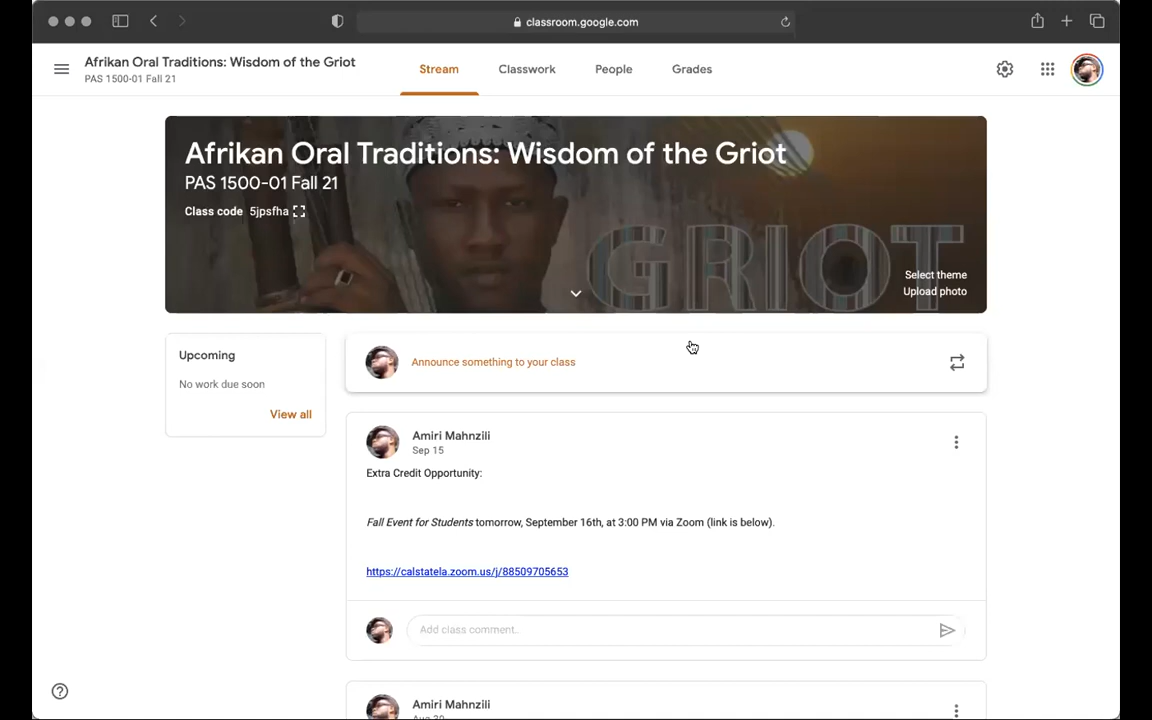 classroom.google.com
Afrikan Oral Traditions: Wisdom of the Griot
PAS 1500-01 Fall 21
Stream
Classwork
People
Grades
Afrikan Oral Traditions: Wisdom of the Griot
PAS 1500-01 Fall 21
Class code 5jpsfha
GRIOT
Select theme
Upload photo
Upcoming
No work due soon
View all
Announce something to your class
Amiri Mahnzili
Sep 15
Extra Credit Opportunity:
Fall Event for Students tomorrow, September 16th, at 3:00 PM via Zoom (link is below).
https://calstatela.zoom.us/j/88509705653
Add class comment..
Amiri Mahnzili
Aug 30